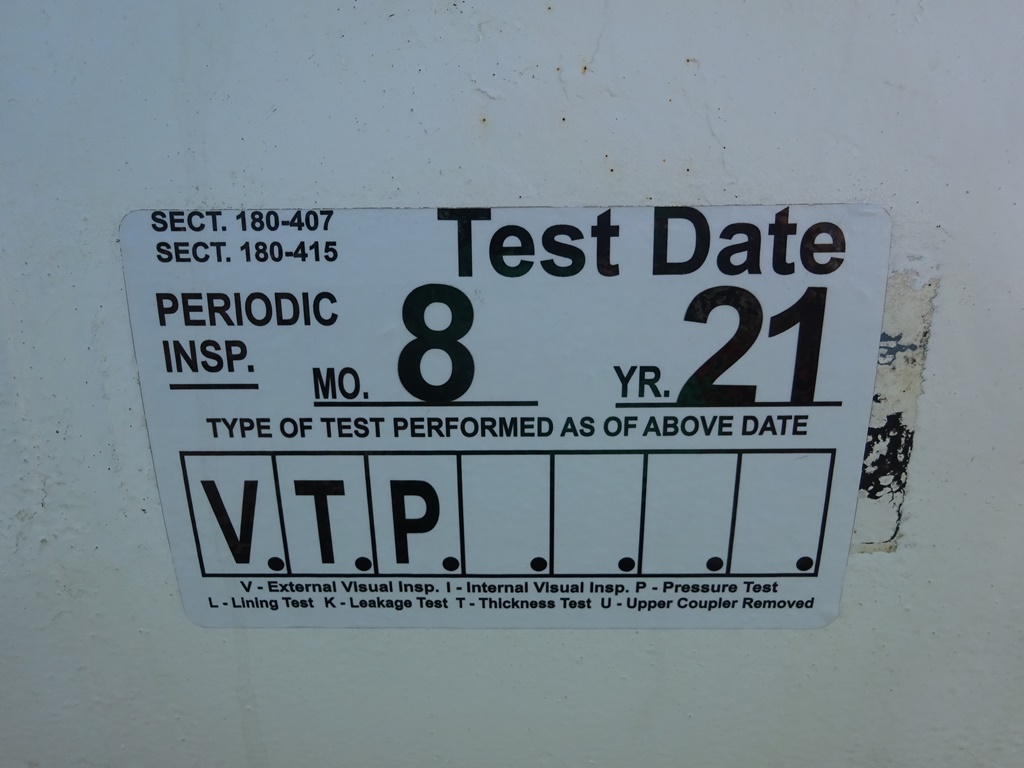 SECT. 180-407
SECT. 180-415
Test Date
PERIODIC
INSP.
MO. 8 YR. 21
TYPE OF TEST PERFORMED AS OF ABOVE DATE
V. T. P. . . . .
V - External Visual Insp. I - Internal Visual Insp. P - Pressure Test
L - Lining Test K - Leakage Test T - Thickness Test U - Upper Coupler Removed